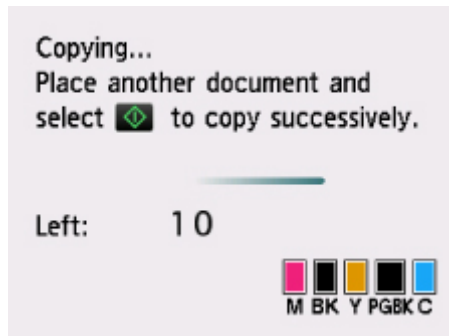 Copying...
Place another document and
select to copy successively.
Left: 10
M BK Y PGBK C